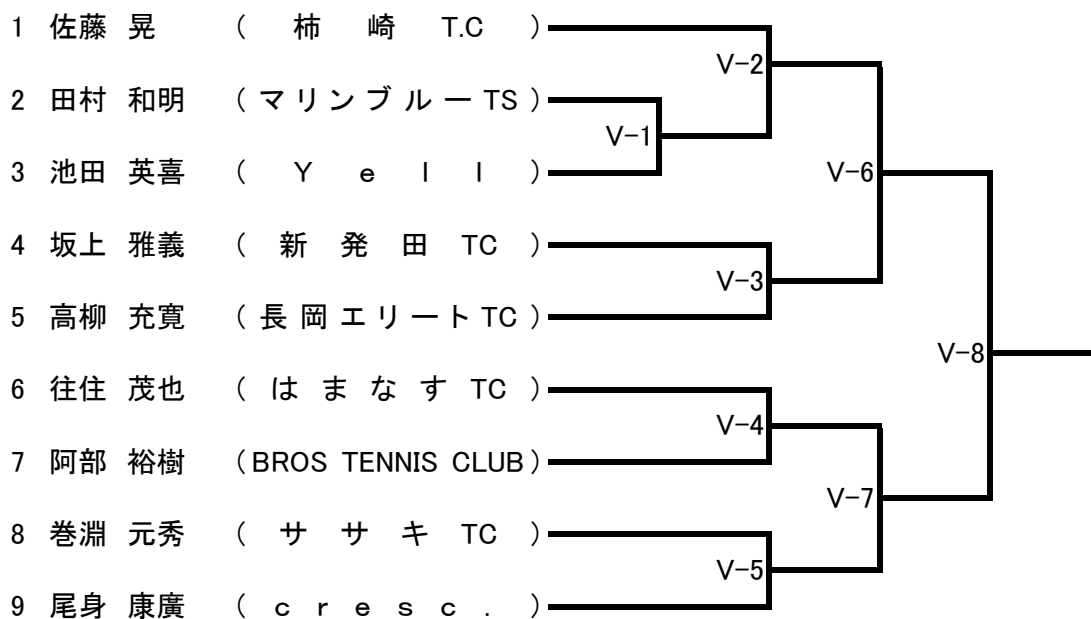 1 佐藤 晃 ( 柿 崎 T.C )
V-2
2 田村 和明 ( マリンブルーTS )
V-1
3 池田 英喜 ( Y e l l )
V-6
4 坂上 雅義 ( 新 発 田 TC )
V-3
5 高柳 充寛 ( 長岡エリートTC )
V-8
6 往住 茂也 ( は ま な す TC )
V-4
7 阿部 裕樹 (BROS TENNIS CLUB)
V-7
8 巻淵 元秀 ( サ サ キ TC )
V-5
9 尾身 康廣 ( c r e s c . )